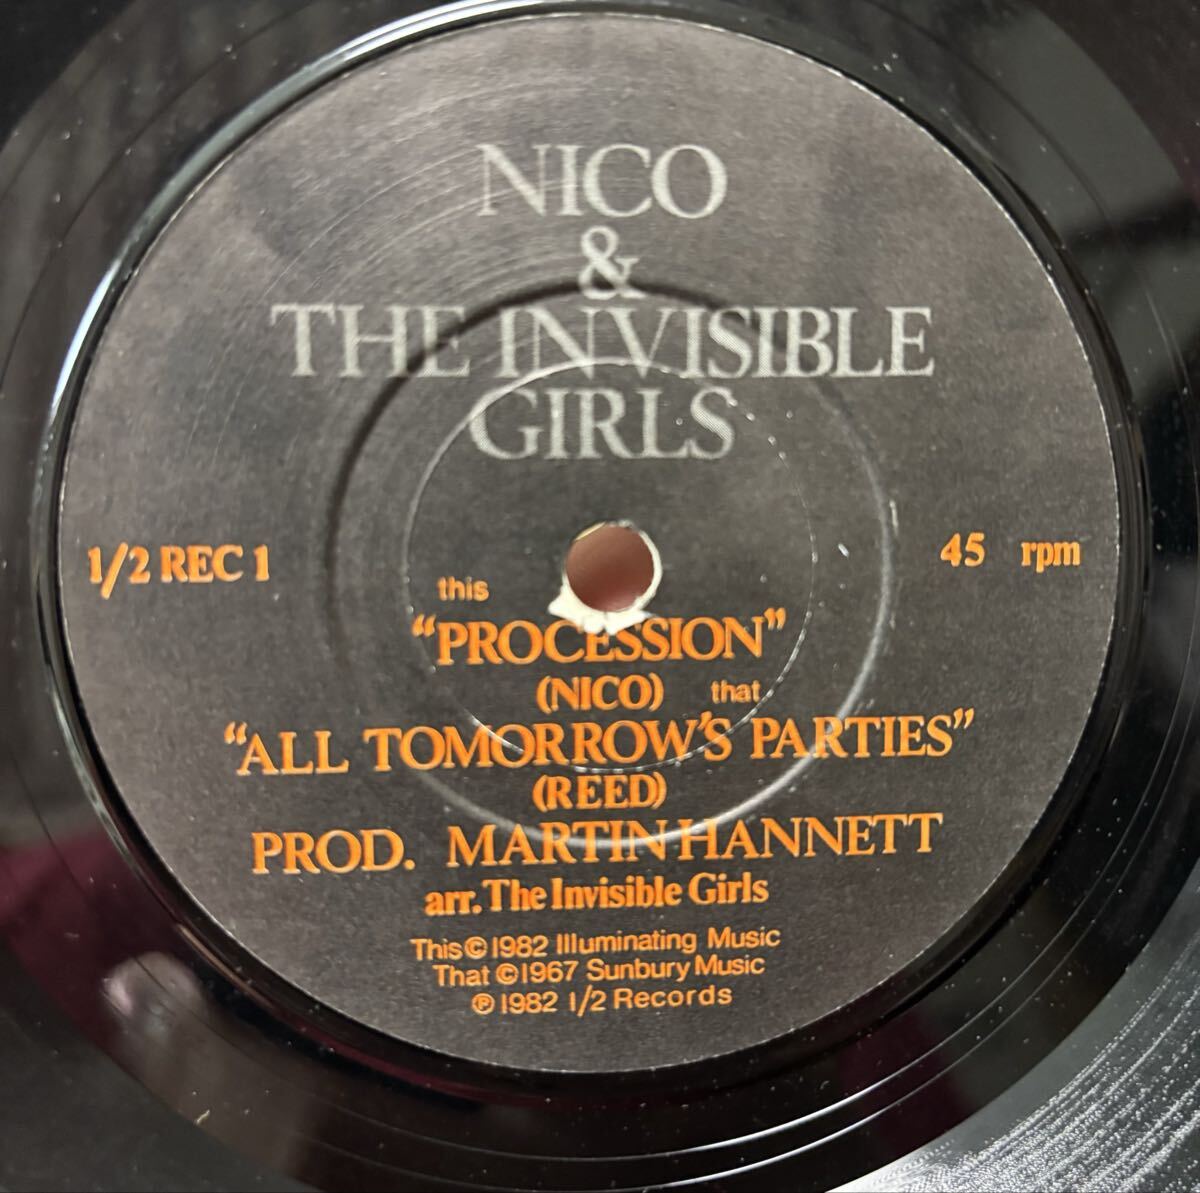 NICO
&
THE INVISIBLE
GIRLS
1/2 REC 1
45 rpm
this
"PROCESSION"
(NICO) that
"ALL TOMORROW'S PARTIES"
(REED)
PROD. MARTIN HANNETT
arr. The Invisible Girls
This © 1982 Illuminating Music
That © 1967 Sunbury Music
℗ 1982 1/2 Records